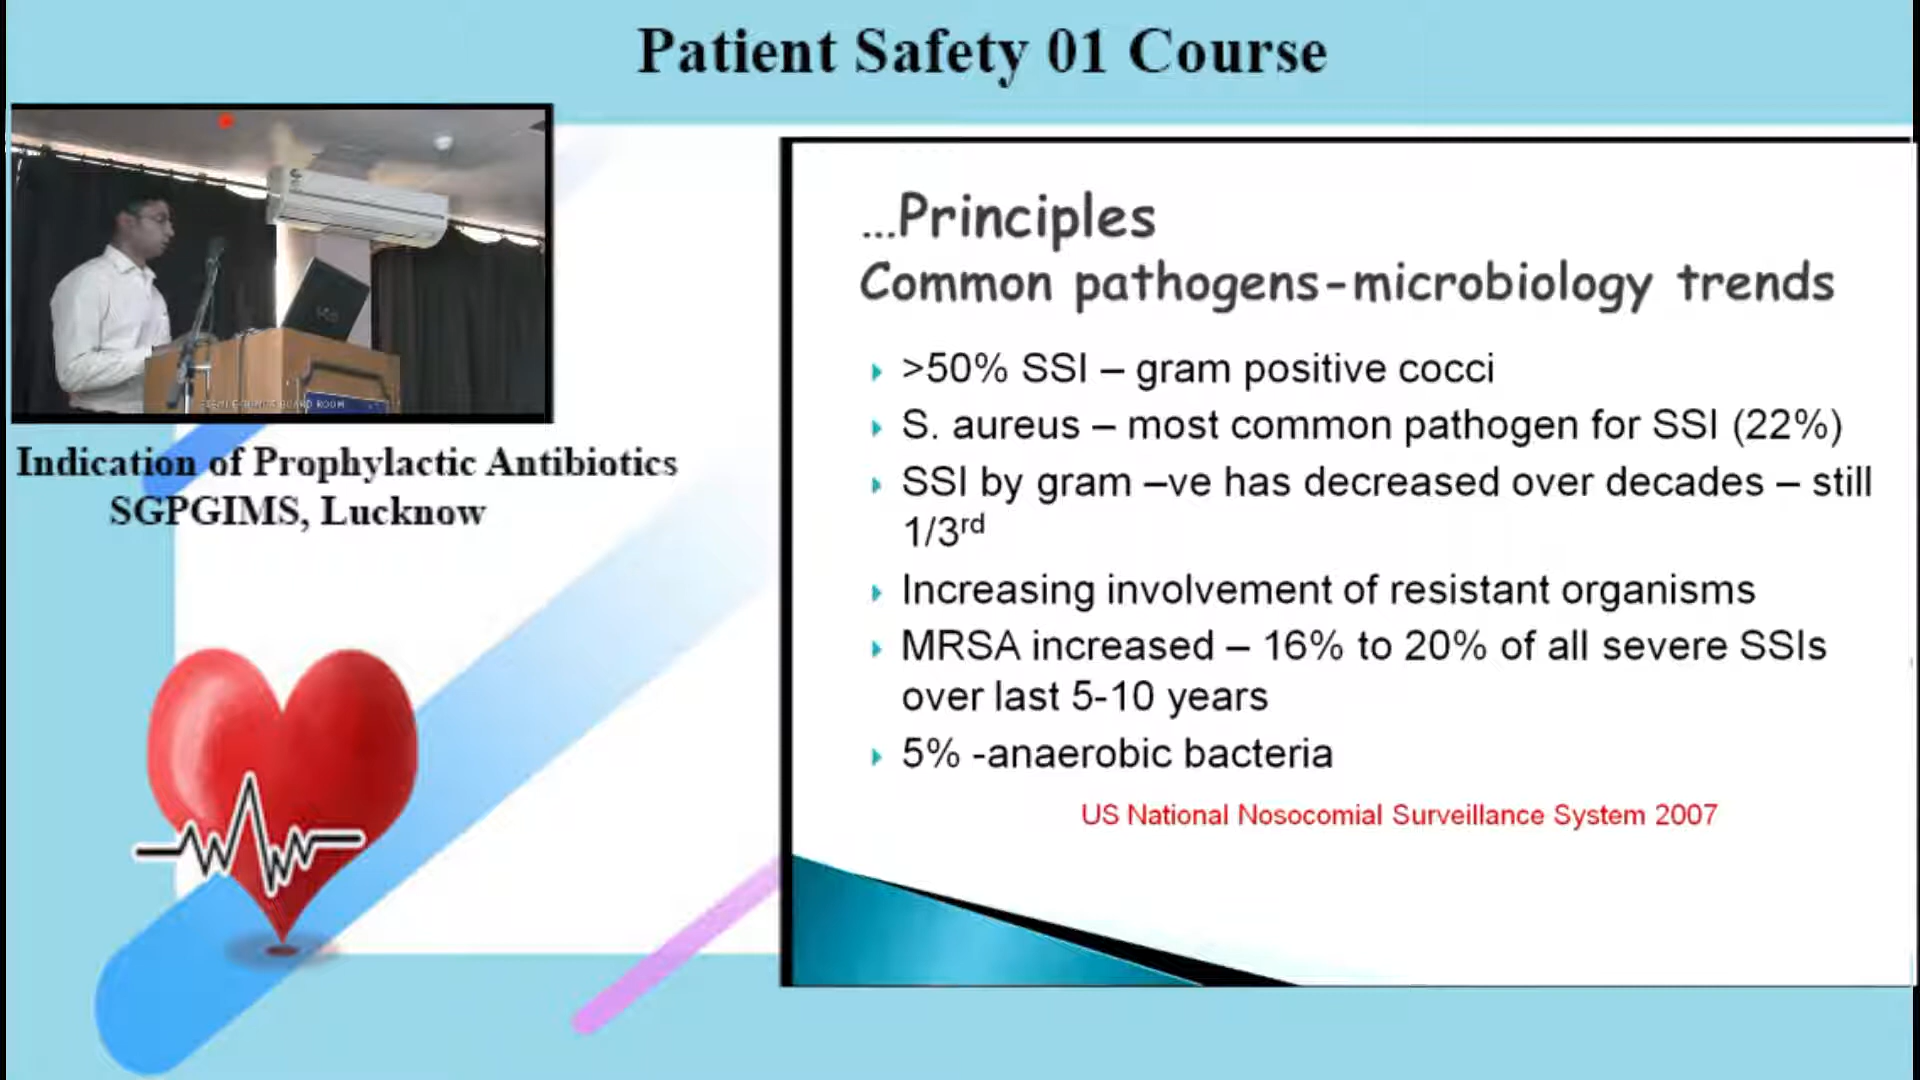 Patient Safety 01 Course
Indication of Prophylactic Antibiotics
SGPGIMS, Lucknow
...Principles
Common pathogens-microbiology trends
>50% SSI – gram positive cocci
S. aureus – most common pathogen for SSI (22%)
SSI by gram –ve has decreased over decades – still
1/3rd
Increasing involvement of resistant organisms
MRSA increased – 16% to 20% of all severe SSIs
over last 5-10 years
5% -anaerobic bacteria
US National Nosocomial Surveillance System 2007